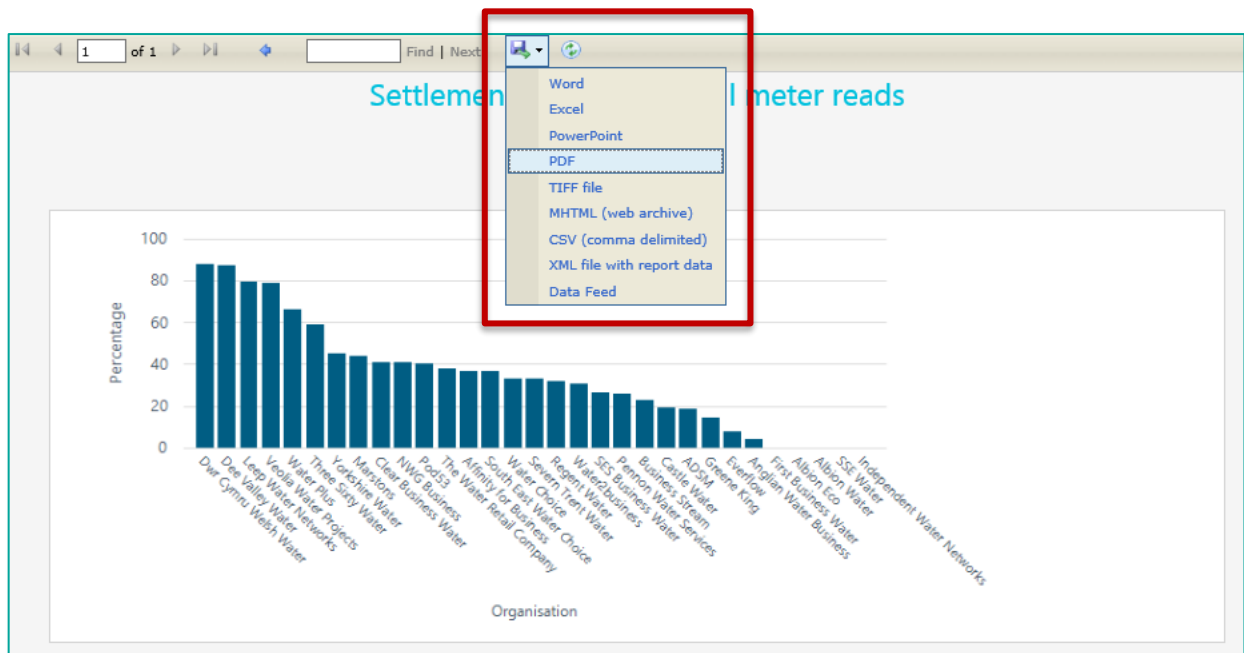 1 of 1 Find | Next
Word
Excel
PowerPoint
PDF
TIFF file
MHTML (web archive)
CSV (comma delimited)
XML file with report data
Data Feed
Settlemen l meter reads
100
80
60
40
20
0
Percentage
Dwr Cymru Welsh Water
Dee Valley Water
Leep Water Networks
Veolia Water Projects
Water Plus
Three Sixty Water
Yorkshire Water
Marstons
Clear Business Water
NWG Business
Pod53
The Water Retail Company
Affinity for Business
South East Water Choice
Water Choice
Severn Trent Water
Regent Water
Water2business
SES Business Water
Pennon Water Services
Business Stream
Castle Water
ADSM
Greene King
Everflow
Anglian Water Business
First Business Water
Albion Eco
Albion Water
SSE Water
Independent Water Networks
Organisation